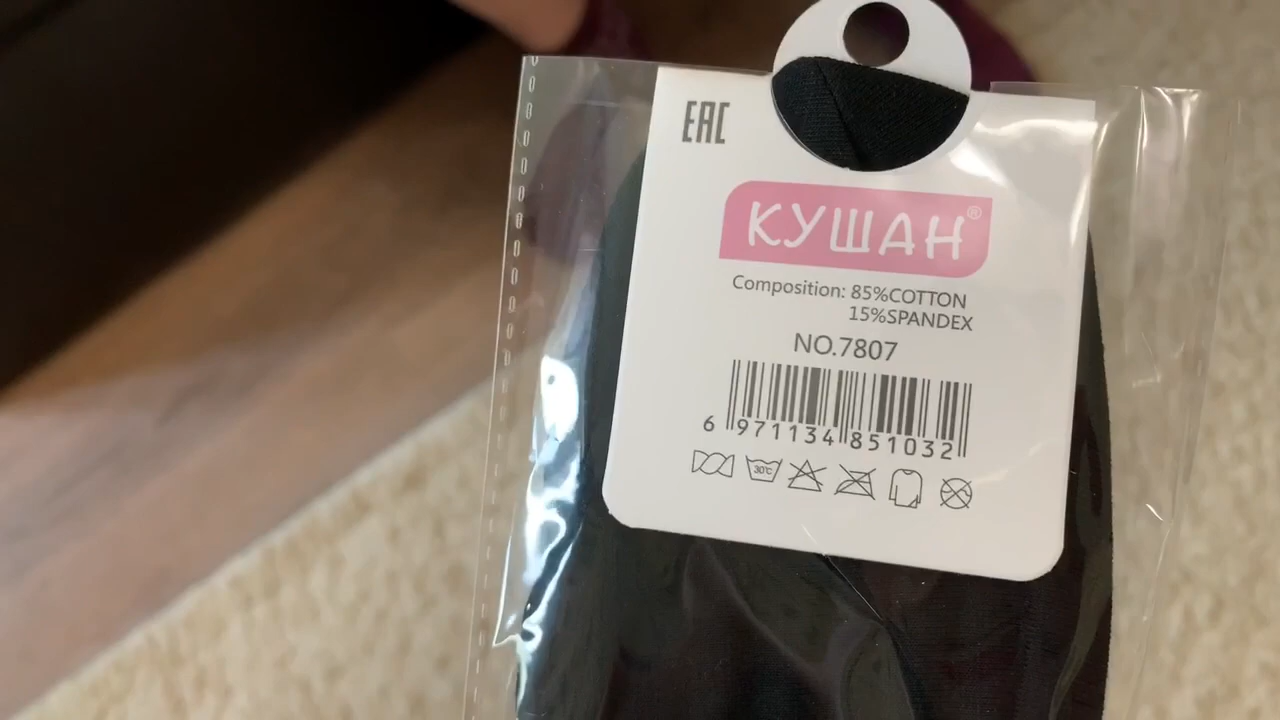 EAC
КУШАН®
Composition: 85%COTTON
15%SPANDEX
NO.7807
6 971134 851032
30℃